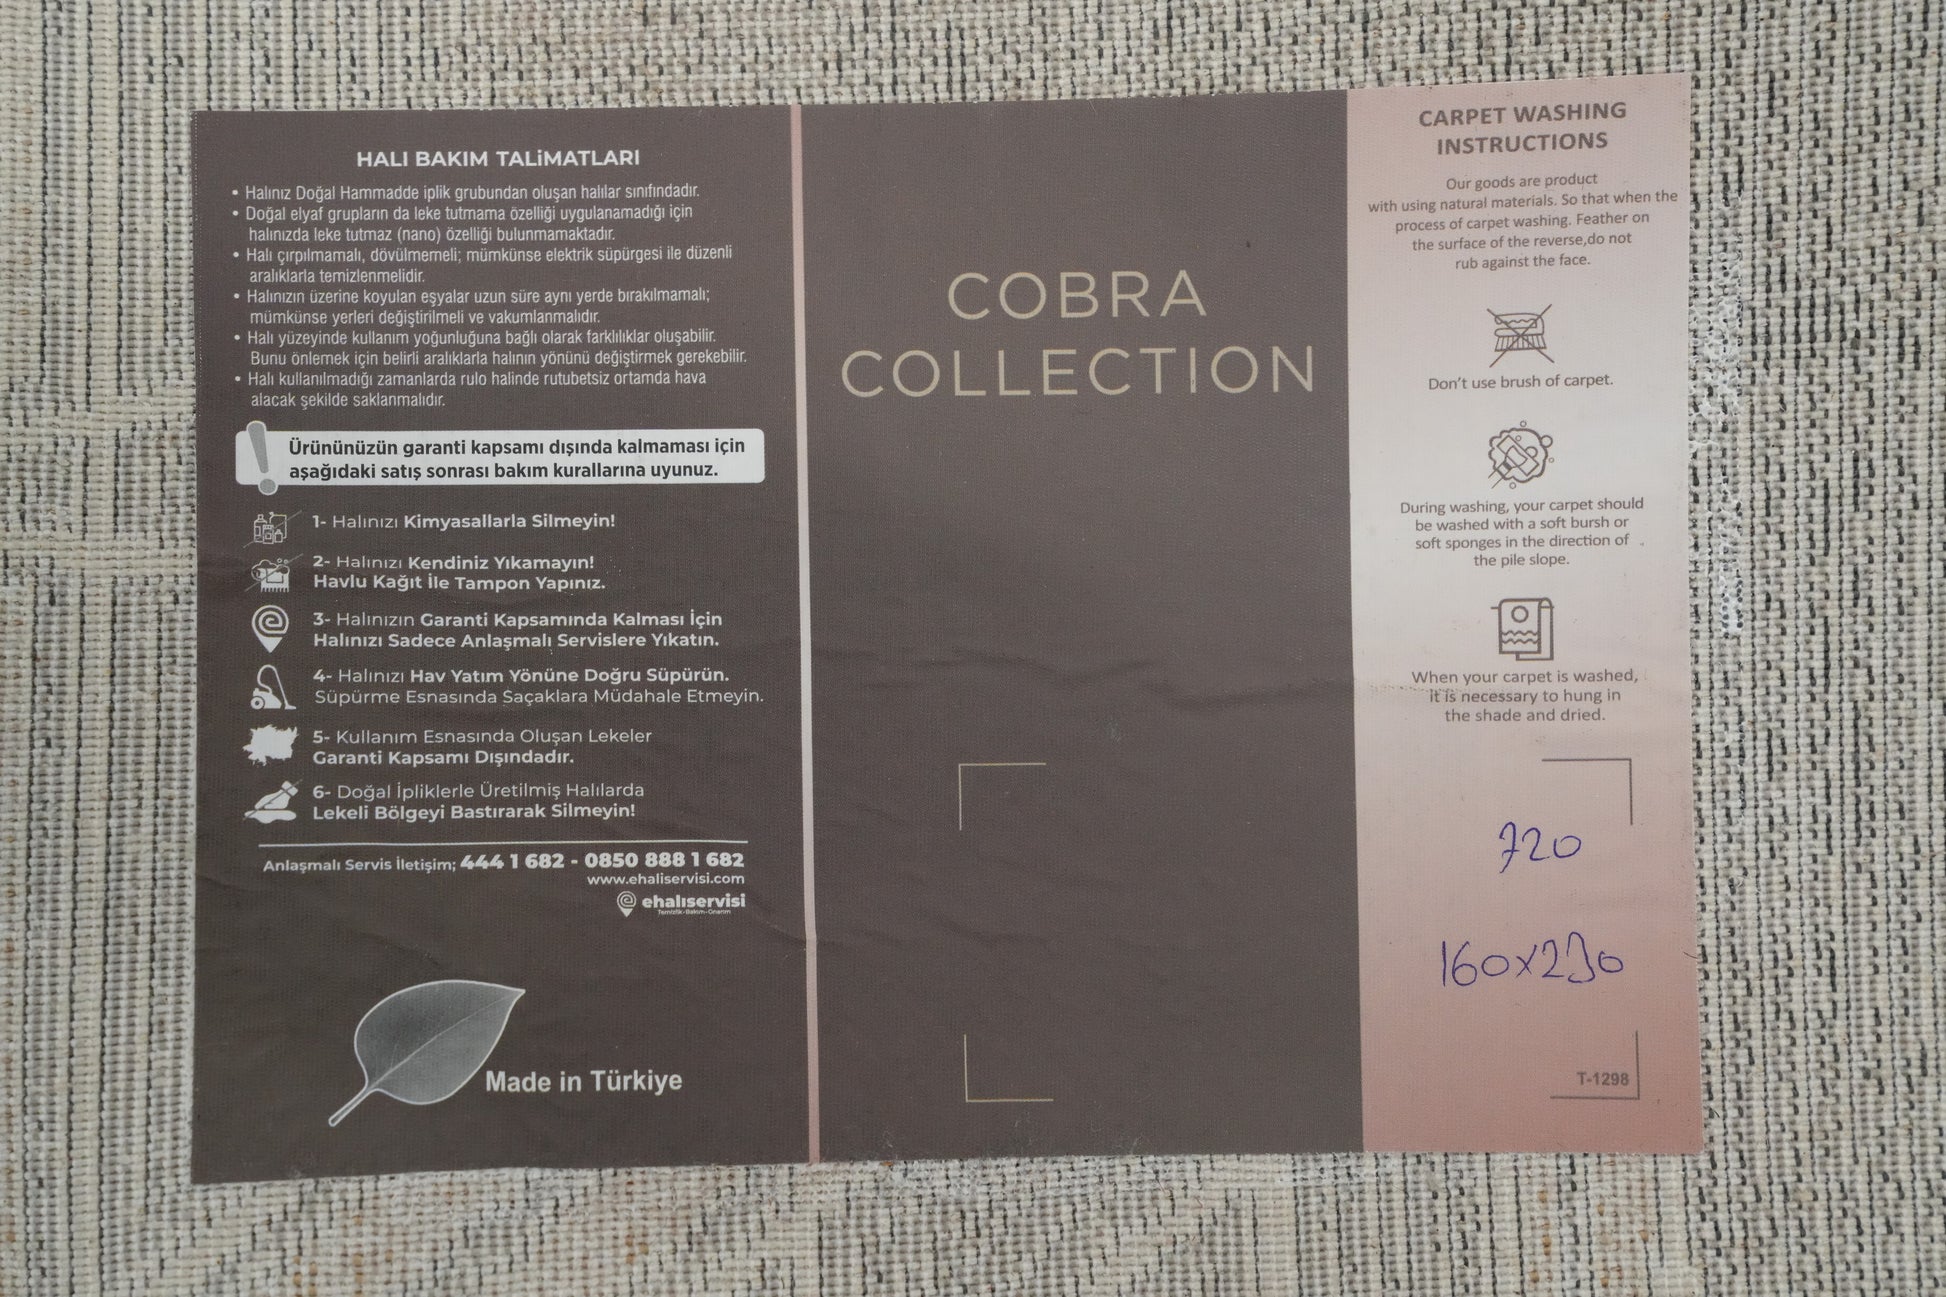 HALI BAKIM TALİMATLARI
• Halınız Doğal Hammadde iplik grubundan oluşan halılar sınıfındadır.
• Doğal elyaf grupların da leke tutmama özelliği uygulanamadığı için
halınızda leke tutmaz (nano) özelliği bulunmamaktadır.
• Halı çırpılmamalı, dövülmemeli; mümkünse elektrik süpürgesi ile düzenli
aralıklarla temizlenmelidir.
• Halınızın üzerine koyulan eşyalar uzun süre aynı yerde bırakılmamalı;
mümkünse yerleri değiştirilmeli ve vakumlanmalıdır.
• Halı yüzeyinde kullanım yoğunluğuna bağlı olarak farklılıklar oluşabilir.
Bunu önlemek için belirli aralıklarla halının yönünü değiştirmek gerekebilir.
• Halı kullanılmadığı zamanlarda rulo halinde rutubetsiz ortamda hava
alacak şekilde saklanmalıdır.
Ürününüzün garanti kapsamı dışında kalmaması için
aşağıdaki satış sonrası bakım kurallarına uyunuz.
1- Halınızı Kimyasallarla Silmeyin!
2- Halınızı Kendiniz Yıkamayın!
Havlu Kağıt İle Tampon Yapınız.
3- Halınızın Garanti Kapsamında Kalması İçin
Halınızı Sadece Anlaşmalı Servislere Yıkatın.
4- Halınızı Hav Yatım Yönüne Doğru Süpürün.
Süpürme Esnasında Saçaklara Müdahale Etmeyin.
5- Kullanım Esnasında Oluşan Lekeler
Garanti Kapsamı Dışındadır.
6- Doğal İpliklerle Üretilmiş Halılarda
Lekeli Bölgeyi Bastırarak Silmeyin!
Anlaşmalı Servis İletişim; 444 1 682 - 0850 888 1 682
www.ehaliservisi.com
ehalıservisi
Temizlik-Bakım-Onarım
Made in Türkiye
COBRA
COLLECTION
CARPET WASHING
INSTRUCTIONS
Our goods are product
with using natural materials. So that when the
process of carpet washing. Feather on
the surface of the reverse,do not
rub against the face.
Don't use brush of carpet.
During washing, your carpet should
be washed with a soft bursh or
soft sponges in the direction of
the pile slope.
When your carpet is washed,
it is necessary to hung in
the shade and dried.
720
160x230
T-1298